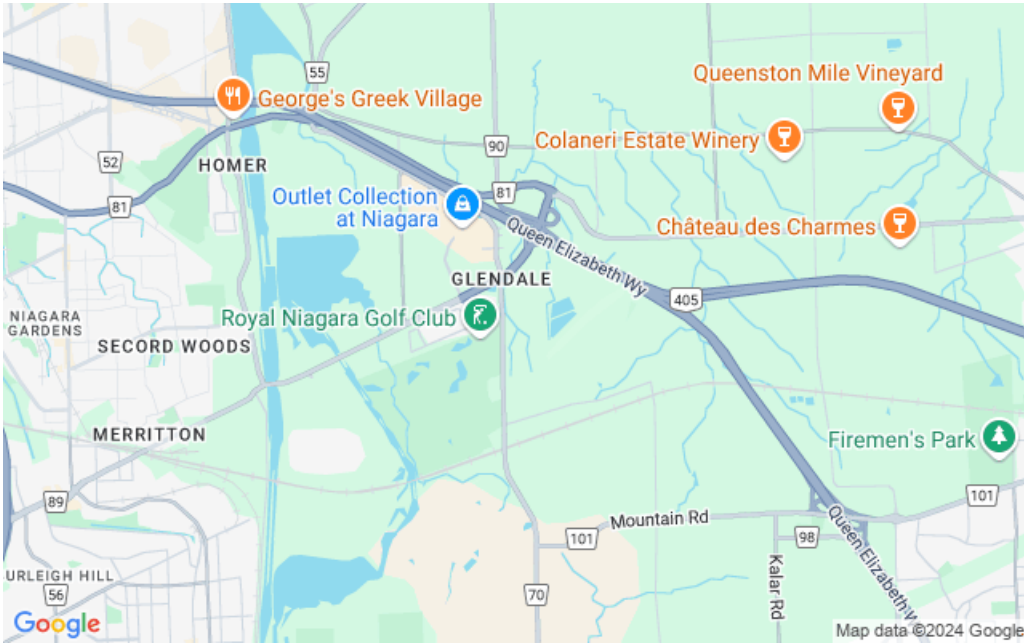 55
Queenston Mile Vineyard
George's Greek Village
Colaneri Estate Winery
90
52
HOMER
81
81
Outlet Collection
at Niagara
Château des Charmes
Queen Elizabeth Wy
GLENDALE
405
NIAGARA
GARDENS
Royal Niagara Golf Club
SECORD WOODS
MERRITTON
Firemen's Park
89
101
Mountain Rd
101
98
Queen Elizabeth W
Kalar Rd
URLEIGH HILL
56
70
Google
Map data ©2024 Google